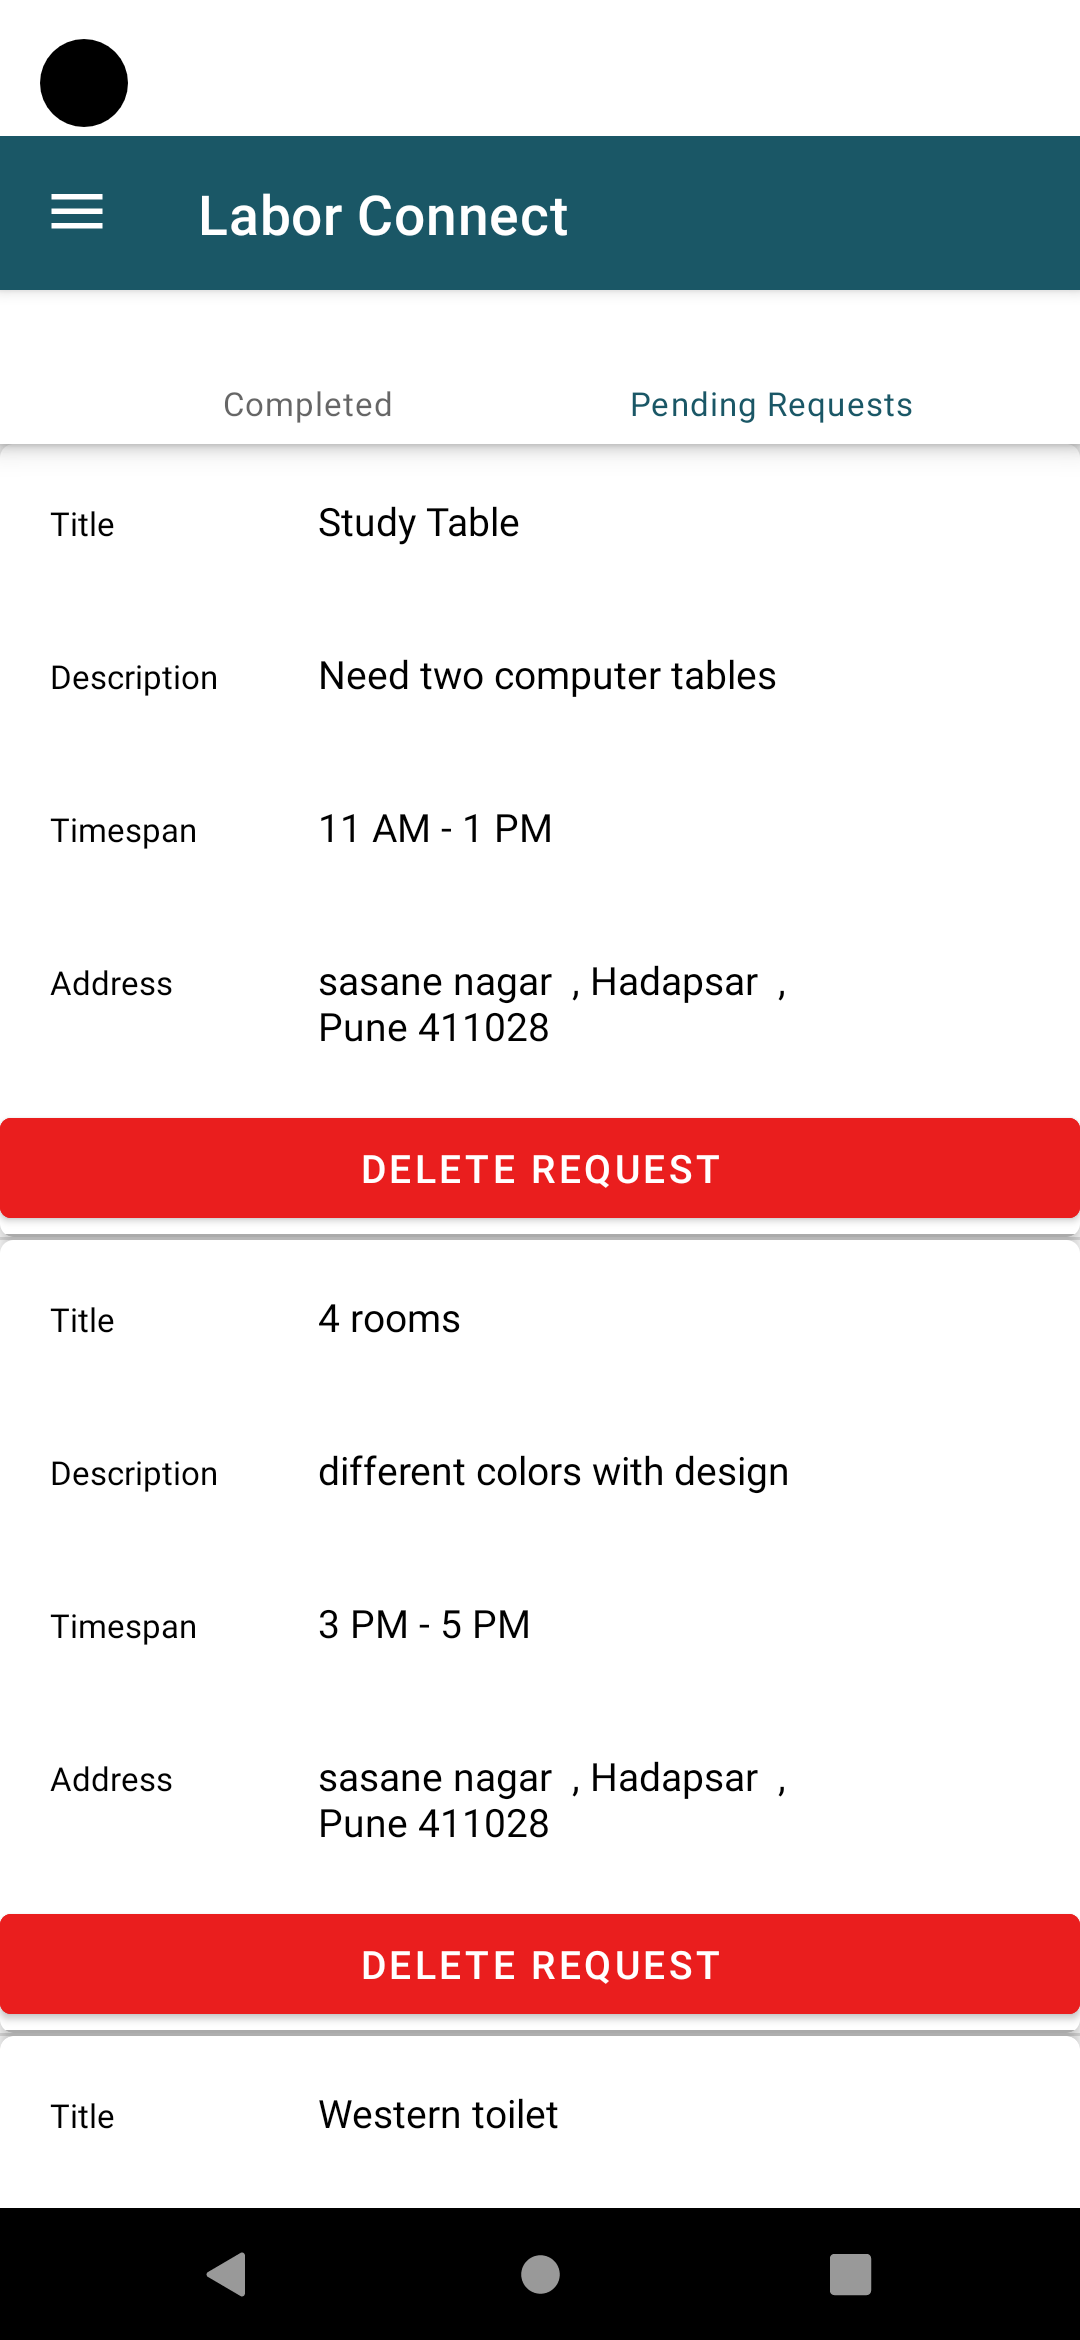 Labor Connect
Completed Pending Requests
Title Study Table
Description Need two computer tables
Timespan 11 AM - 1 PM
Address sasane nagar  , Hadapsar  ,
Pune 411028
DELETE REQUEST
Title 4 rooms
Description different colors with design
Timespan 3 PM - 5 PM
Address sasane nagar  , Hadapsar  ,
Pune 411028
DELETE REQUEST
Title Western toilet